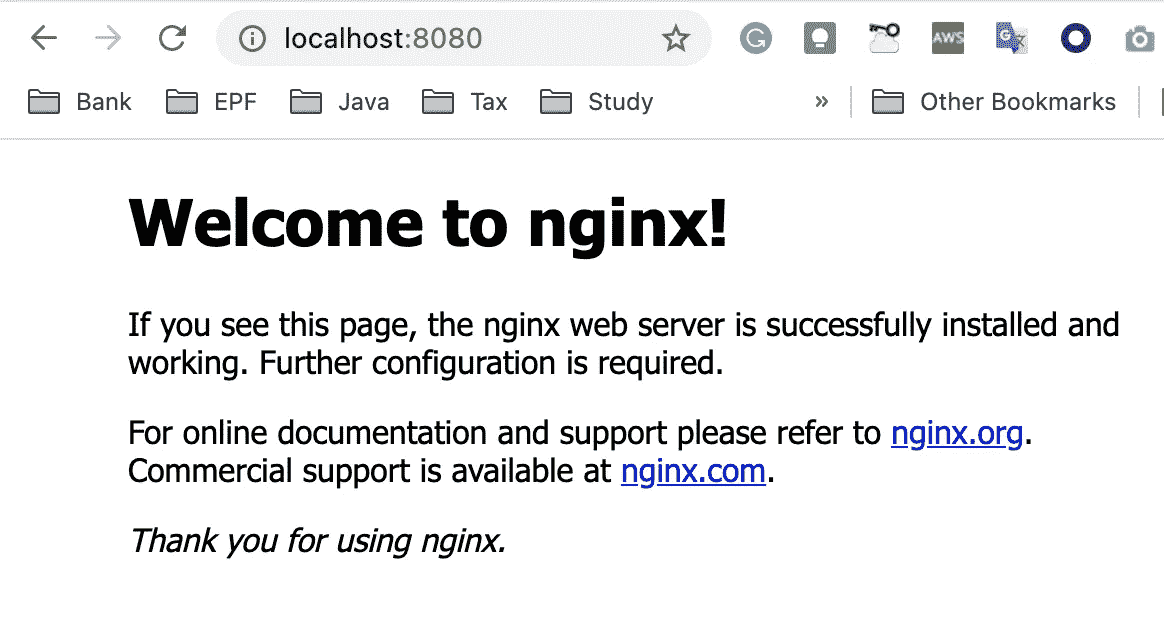 localhost:8080
AWS
Bank EPF Java Tax Study » Other Bookmarks
Welcome to nginx!
If you see this page, the nginx web server is successfully installed and
working. Further configuration is required.
For online documentation and support please refer to nginx.org.
Commercial support is available at nginx.com.
Thank you for using nginx.